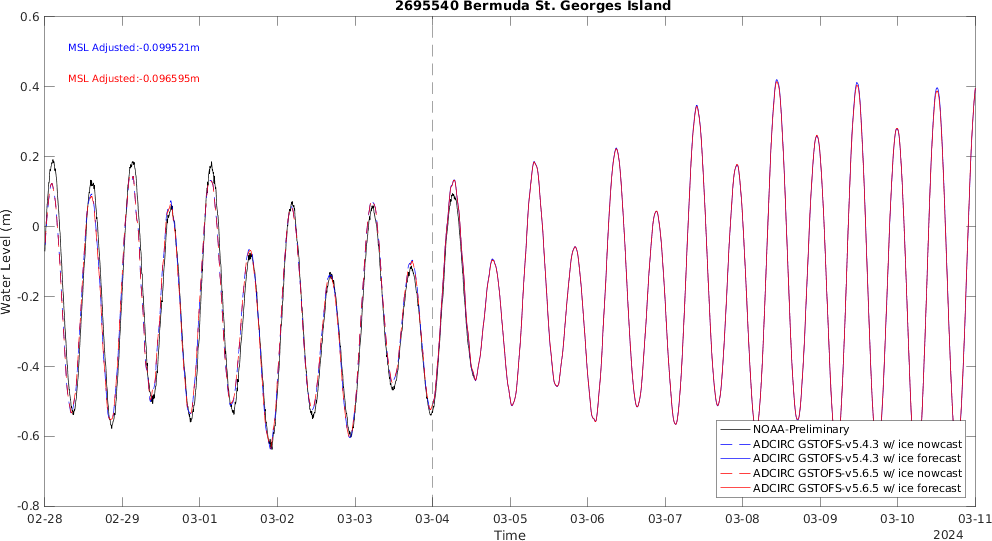 2695540 Bermuda St. Georges Island
0.6
0.4
0.2
0
-0.2
-0.4
-0.6
-0.8
Water Level (m)
MSL Adjusted:-0.099521m
MSL Adjusted:-0.096595m
NOAA-Preliminary
ADCIRC GSTOFS-v5.4.3 w/ ice nowcast
ADCIRC GSTOFS-v5.4.3 w/ ice forecast
ADCIRC GSTOFS-v5.6.5 w/ ice nowcast
ADCIRC GSTOFS-v5.6.5 w/ ice forecast
02-28 02-29 03-01 03-02 03-03 03-04 03-05 03-06 03-07 03-08 03-09 03-10 03-11
Time
2024